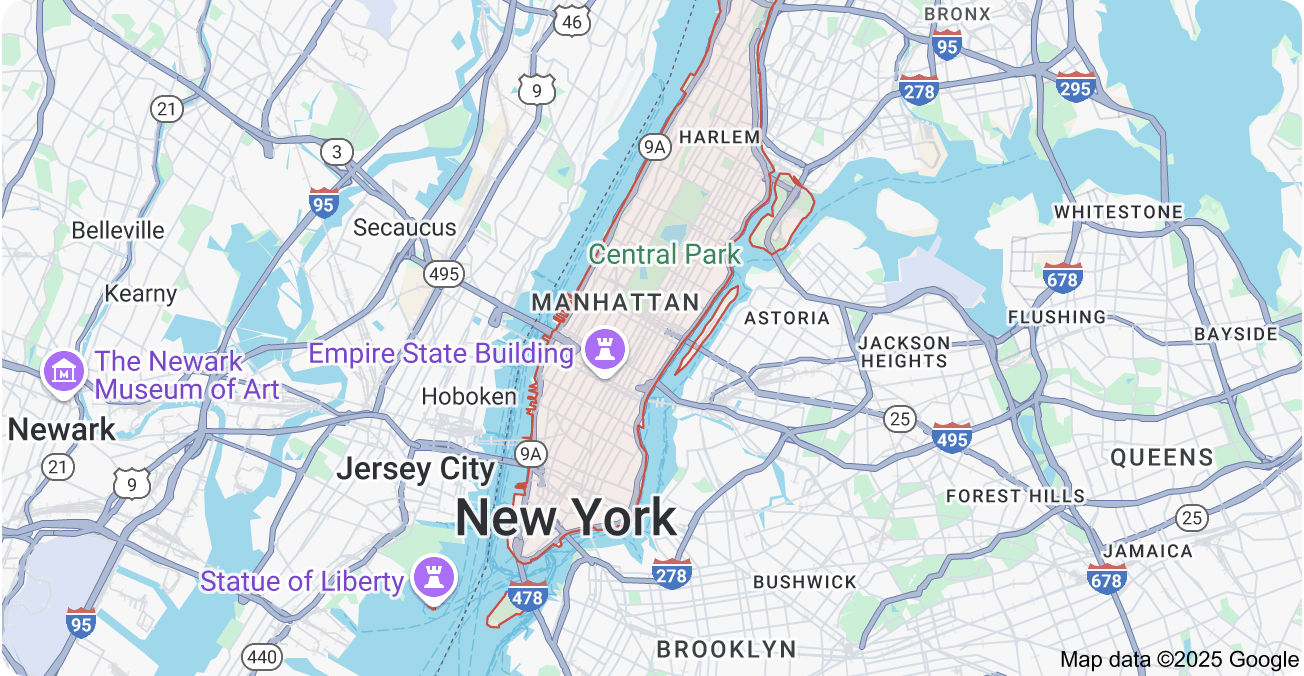 BRONX
46
95
9
278
295
21
HARLEM
9A
3
95
WHITESTONE
Belleville
Secaucus
Central Park
495
678
Kearny
MANHATTAN
ASTORIA
FLUSHING
BAYSIDE
JACKSON
HEIGHTS
Empire State Building
The Newark
Museum of Art
Hoboken
25
Newark
495
9A
QUEENS
21
Jersey City
9
FOREST HILLS
New York
25
JAMAICA
278
Statue of Liberty
BUSHWICK
678
478
95
BROOKLYN
440
Map data ©2025 Google